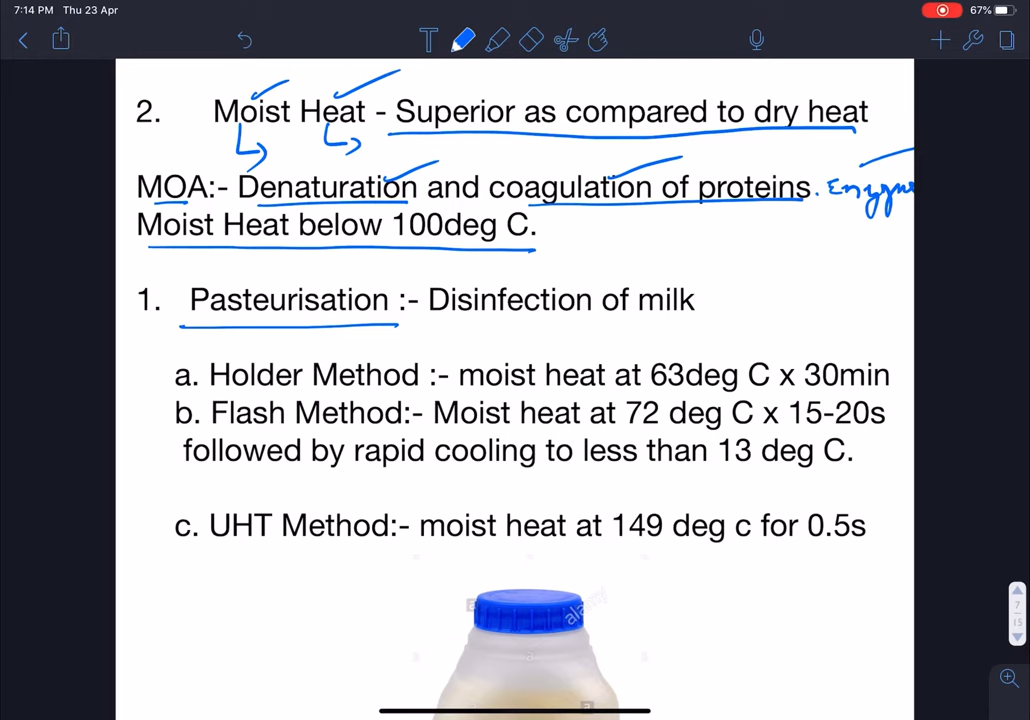 7:14 PM Thu 23 Apr
67%
2. Moist Heat - Superior as compared to dry heat
MOA:- Denaturation and coagulation of proteins.
Moist Heat below 100deg C.
1. Pasteurisation :- Disinfection of milk
a. Holder Method :- moist heat at 63deg C x 30min
b. Flash Method:- Moist heat at 72 deg C x 15-20s
followed by rapid cooling to less than 13 deg C.
c. UHT Method:- moist heat at 149 deg c for 0.5s
alamy
7
15